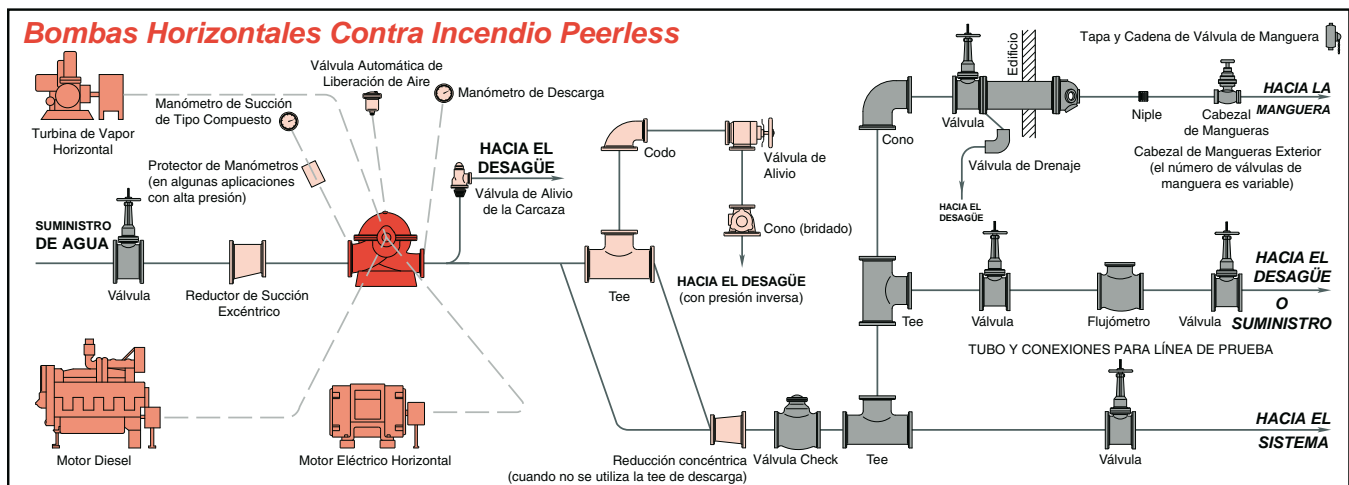 Bombas Horizontales Contra Incendio Peerless
Turbina de Vapor
Horizontal
Manómetro de Succión
de Tipo Compuesto
Válvula Automática de
Liberación de Aire
Manómetro de Descarga
Protector de Manómetros
(en algunas aplicaciones
con alta presión)
HACIA EL
DESAGÜE
Válvula de Alivio
de la Carcaza
SUMINISTRO
DE AGUA
Válvula
Reductor de Succión
Excéntrico
Motor Diesel
Motor Eléctrico Horizontal
Codo
Válvula de
Alivio
Cono (bridado)
HACIA EL DESAGÜE
(con presión inversa)
Tee
Reducción concéntrica
(cuando no se utiliza la tee de descarga)
Válvula Check
Tee
Cono
Válvula
Edificio
Válvula de Drenaje
HACIA EL
DESAGÜE
Tapa y Cadena de Válvula de Manguera
Niple
Cabezal
de Mangueras
HACIA LA
MANGUERA
Cabezal de Mangueras Exterior
(el número de válvulas de
manguera es variable)
Tee
Válvula
Flujómetro
Válvula
HACIA EL
DESAGÜE
O
SUMINISTRO
TUBO Y CONEXIONES PARA LÍNEA DE PRUEBA
Válvula
HACIA EL
SISTEMA